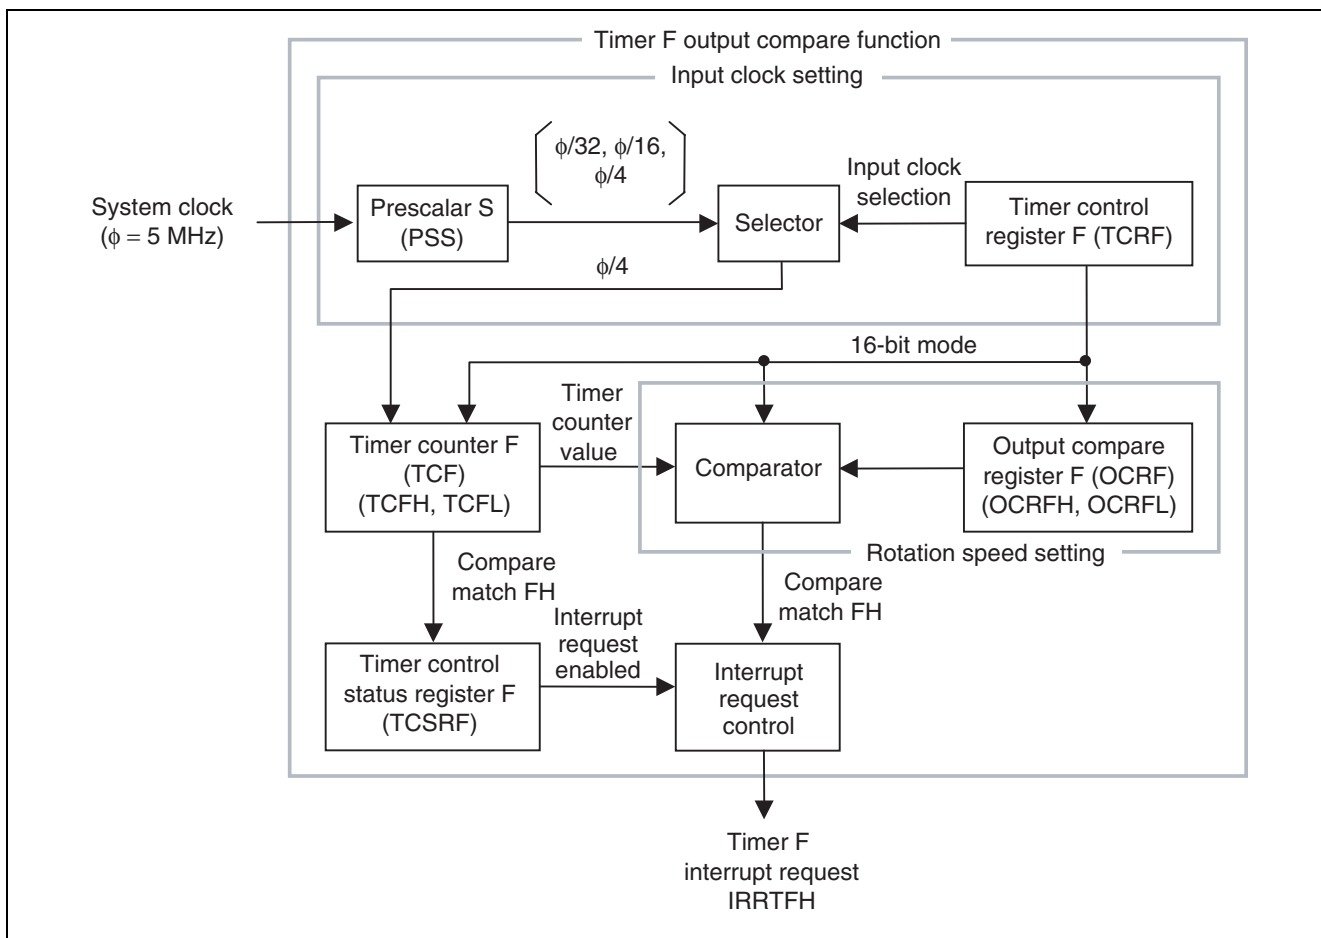 Timer F output compare function
Input clock setting
ϕ/32, ϕ/16,
ϕ/4
Input clock
selection
System clock
(ϕ = 5 MHz)
Prescalar S
(PSS)
Selector
Timer control
register F (TCRF)
ϕ/4
16-bit mode
Timer
counter
value
Timer counter F
(TCF)
(TCFH, TCFL)
Comparator
Output compare
register F (OCRF)
(OCRFH, OCRFL)
Rotation speed setting
Compare
match FH
Compare
match FH
Interrupt
request
enabled
Timer control
status register F
(TCSRF)
Interrupt
request
control
Timer F
interrupt request
IRRTFH